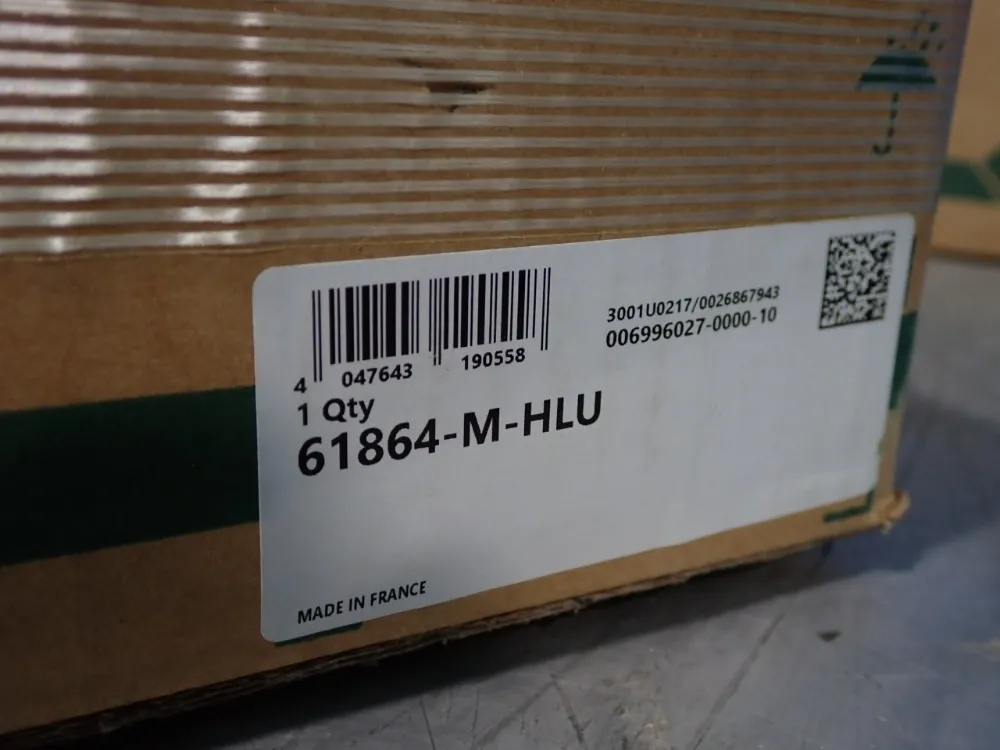 4 047643 190558
3001U0217/0026867943
006996027-0000-10
1 Qty
61864-M-HLU
MADE IN FRANCE